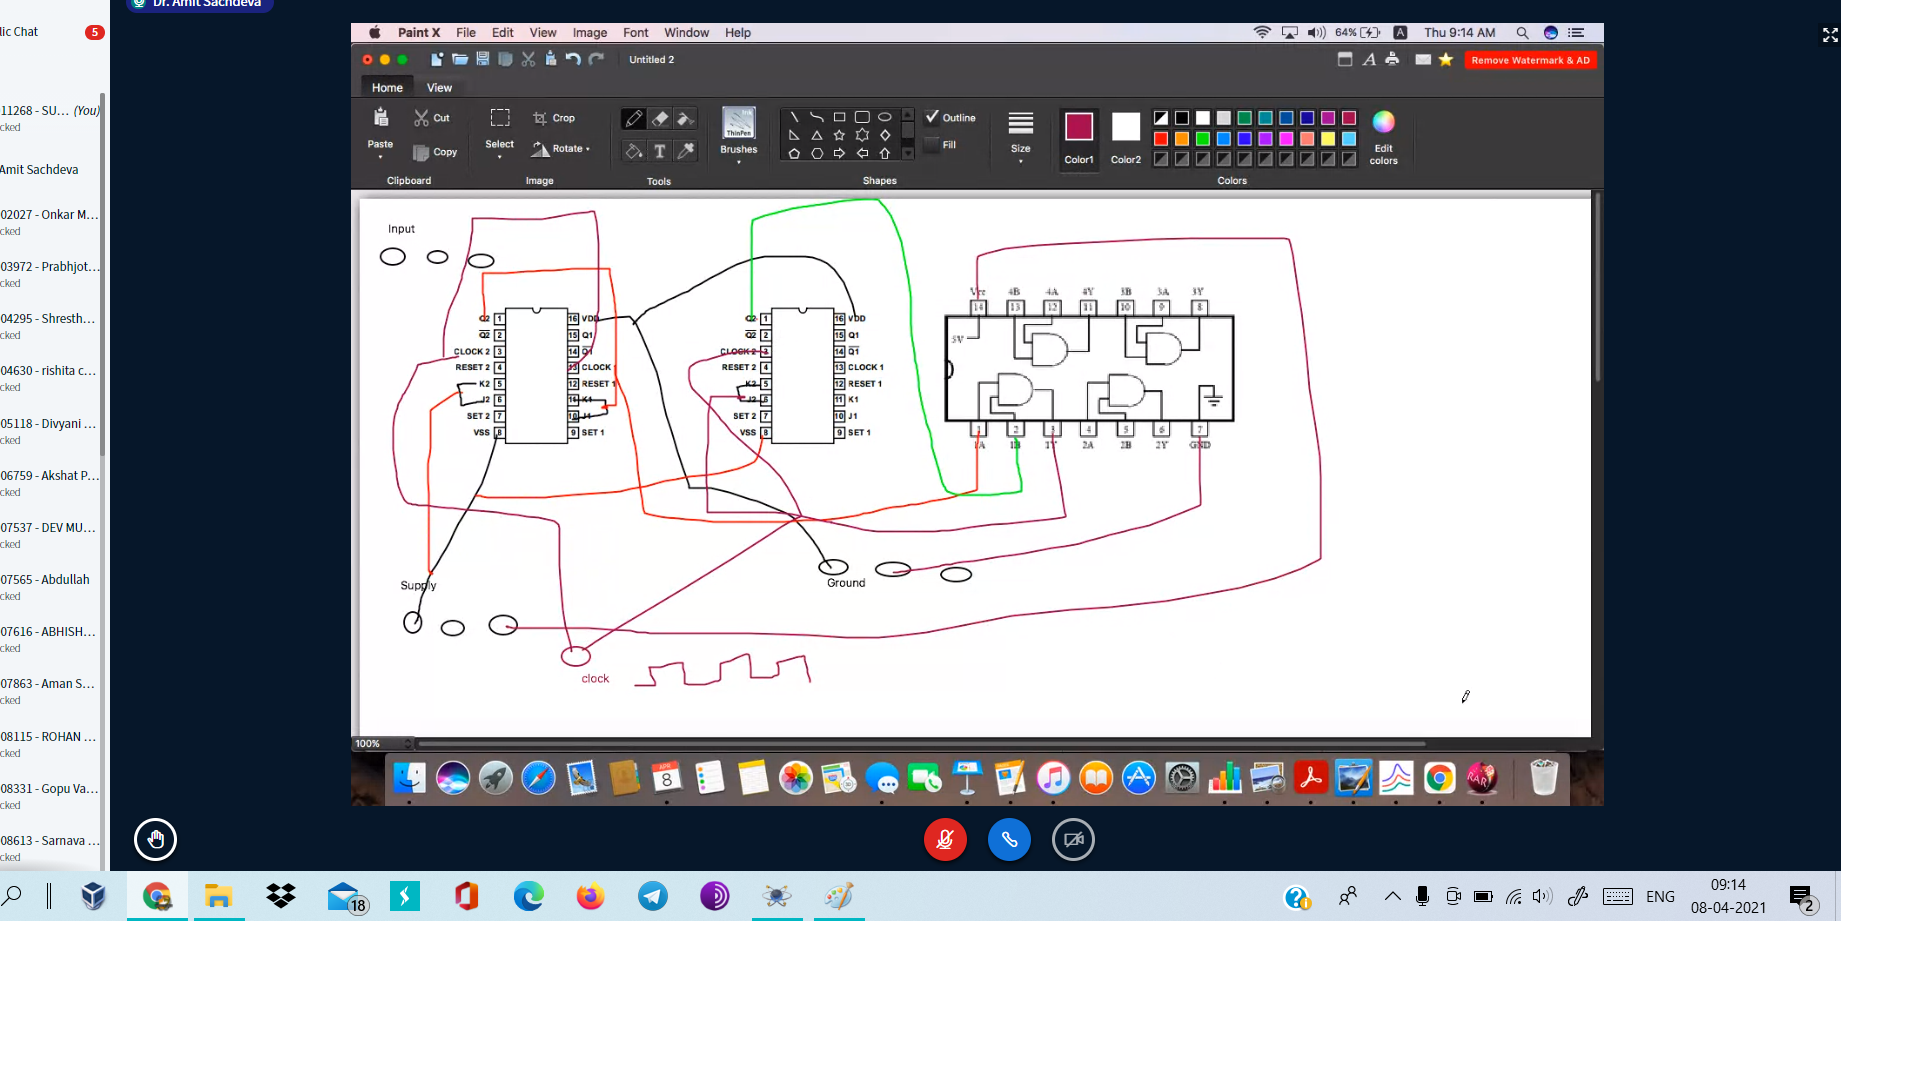 Dr. Amit Sachdeva
lic Chat
5
11268 - SU... (You)
cked
Amit Sachdeva
02027 - Onkar M...
cked
03972 - Prabhjot...
cked
04295 - Shresth...
cked
04630 - rishita c...
cked
05118 - Divyani ...
cked
06759 - Akshat P...
cked
07537 - DEV MU...
cked
07565 - Abdullah
cked
07616 - ABHISH...
cked
07863 - Aman S...
cked
08115 - ROHAN ...
cked
08331 - Gopu Va...
cked
08613 - Sarnava ...
cked
Paint X File Edit View Image Font Window Help
64% A Thu 9:14 AM
Untitled 2
Remove Watermark & AD
Home View
Paste Cut Copy
Clipboard
Select Crop Rotate
Image
Tools
ThinPen
Brushes
Outline
Fill
Shapes
Size
Color1 Color2
Edit colors
Colors
Input
Q2 1 16 VDD
Q2 2 15 Q1
CLOCK 2 3 14 Q1
RESET 2 4 13 CLOCK 1
K2 5 12 RESET 1
J2 6 11 K1
SET 2 7 10 J1
VSS 8 9 SET 1
Q2 1 16 VDD
Q2 2 15 Q1
CLOCK 2 3 14 Q1
RESET 2 4 13 CLOCK 1
K2 5 12 RESET 1
J2 6 11 K1
SET 2 7 10 J1
VSS 8 9 SET 1
Vcc 4B 4A 4Y 3B 3A 3Y
14 13 12 11 10 9 8
5V
1 2 3 4 5 6 7
1A 1B 1Y 2A 2B 2Y GND
Supply
Ground
clock
100%
APR
8
RAR
18
ENG
09:14
08-04-2021
2